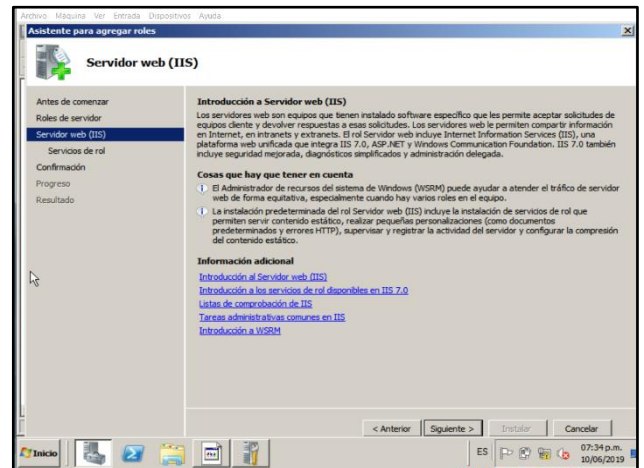 Archivo Máquina Ver Entrada Dispositivos Ayuda
Asistente para agregar roles
Servidor web (IIS)
Antes de comenzar
Roles de servidor
Servidor web (IIS)
Servicios de rol
Confirmación
Progreso
Resultado
Introducción a Servidor web (IIS)
Los servidores web son equipos que tienen instalado software específico que les permite aceptar solicitudes de
equipos cliente y devolver respuestas a esas solicitudes. Los servidores web le permiten compartir información
en Internet, en intranets y extranets. El rol Servidor web incluye Internet Information Services (IIS), una
plataforma web unificada que integra IIS 7.0, ASP.NET y Windows Communication Foundation. IIS 7.0 también
incluye seguridad mejorada, diagnósticos simplificados y administración delegada.
Cosas que hay que tener en cuenta
El Administrador de recursos del sistema de Windows (WSRM) puede ayudar a atender el tráfico de servidor
web de forma equitativa, especialmente cuando hay varios roles en el equipo.
La instalación predeterminada del rol Servidor web (IIS) incluye la instalación de servicios de rol que
permiten servir contenido estático, realizar pequeñas personalizaciones (como documentos
predeterminados y errores HTTP), supervisar y registrar la actividad del servidor y configurar la compresión
del contenido estático.
Información adicional
Introducción al Servidor web (IIS)
Introducción a los servicios de rol disponibles en IIS 7.0
Listas de comprobación de IIS
Tareas administrativas comunes en IIS
Introducción a WSRM
< Anterior Siguiente > Instalar Cancelar
Inicio ES 07:34 p.m.
10/06/2019